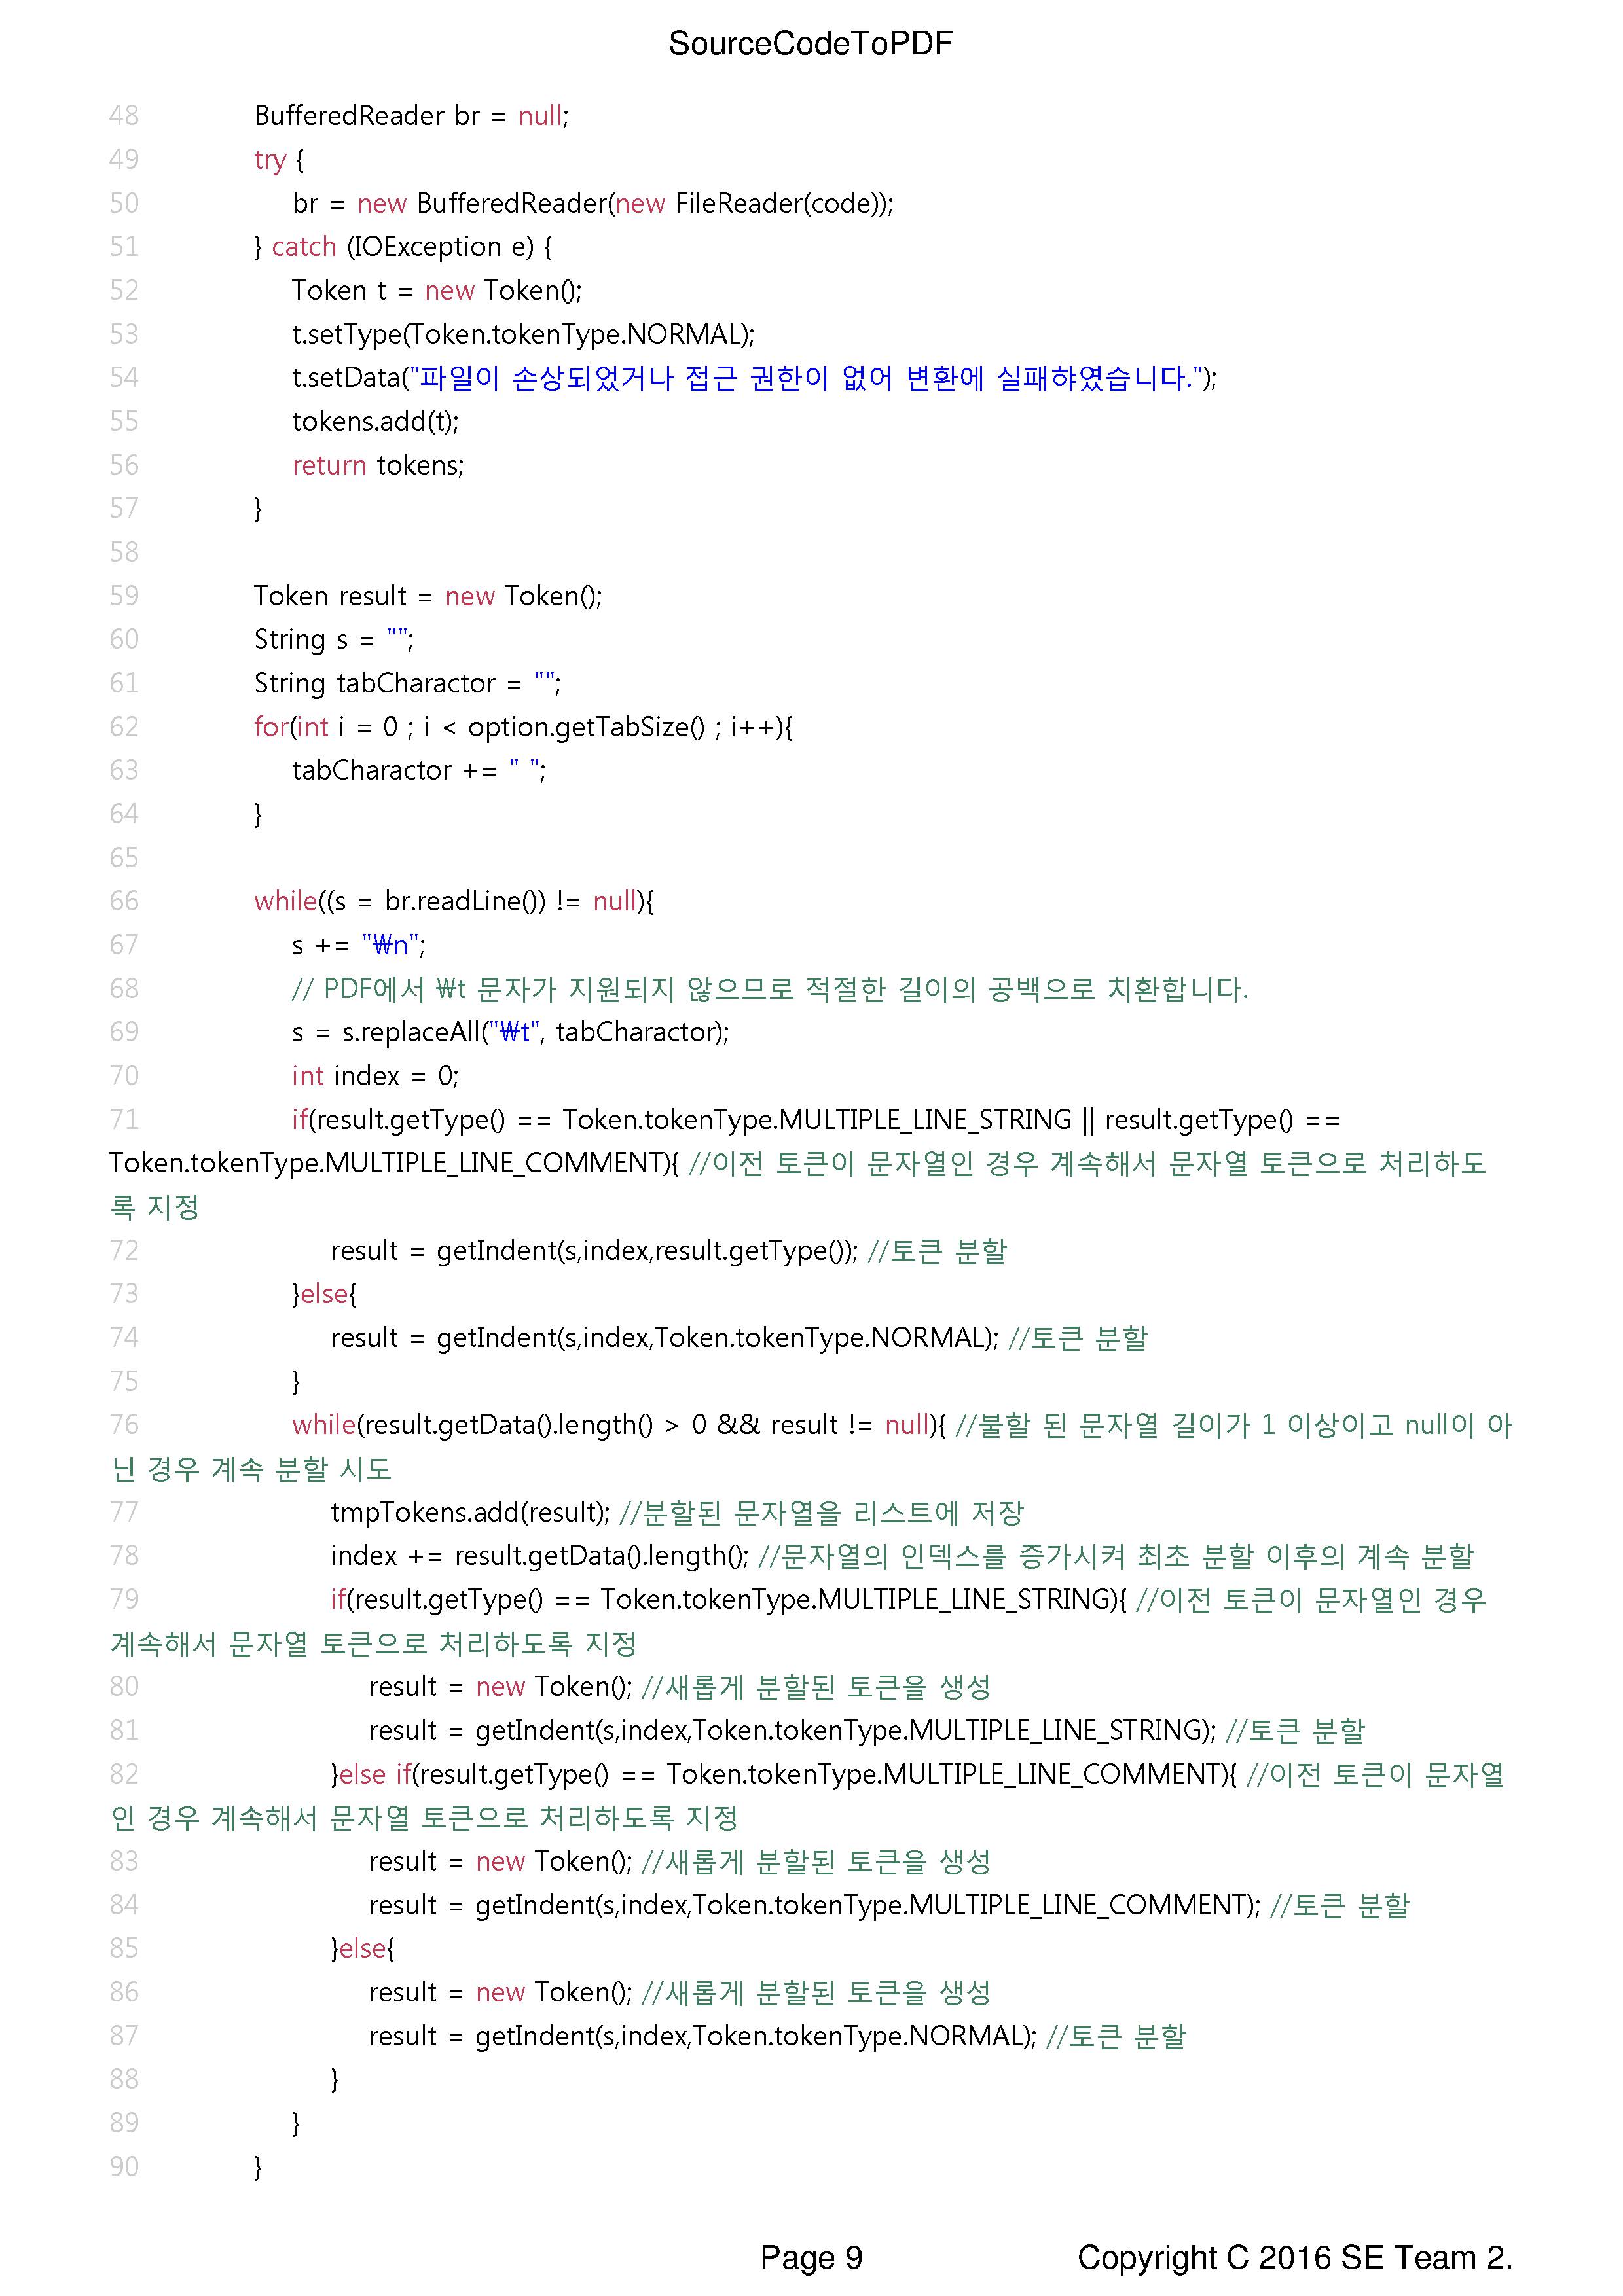 SourceCodeToPDF
48 BufferedReader br = null;
49 try {
50 br = new BufferedReader(new FileReader(code));
51 } catch (IOException e) {
52 Token t = new Token();
53 t.setType(Token.tokenType.NORMAL);
54 t.setData("파일이 손상되었거나 접근 권한이 없어 변환에 실패햐였습니다.");
55 tokens.add(t);
56 return tokens;
57 }
58
59 Token result = new Token();
60 String s = "";
61 String tabCharactor = "";
62 for(int i = 0 ; i < option.getTabSize() ; i++){
63 tabCharactor += " ";
64 }
65
66 while((s = br.readLine()) != null){
67 s += "₩n";
68 // PDF에서 ₩t 문자가 지원되지 않으므로 적절한 길이의 공백으로 치환합니다.
69 s = s.replaceAll("₩t", tabCharactor);
70 int index = 0;
71 if(result.getType() == Token.tokenType.MULTIPLE_LINE_STRING || result.getType() ==
Token.tokenType.MULTIPLE_LINE_COMMENT){ //이전 토큰이 문자열인 경우 계속해서 문자열 토큰으로 처리하도
록 지정
72 result = getIndent(s,index,result.getType()); //토큰 분할
73 }else{
74 result = getIndent(s,index,Token.tokenType.NORMAL); //토큰 분할
75 }
76 while(result.getData().length() > 0 && result != null){ //불할 된 문자열 길이가 1 이상이고 null이 아
닌 경우 계속 분할 시도
77 tmpTokens.add(result); //분할된 문자열을 리스트에 저장
78 index += result.getData().length(); //문자열의 인덱스를 증가시켜 최초 분할 이후의 계속 분할
79 if(result.getType() == Token.tokenType.MULTIPLE_LINE_STRING){ //이전 토큰이 문자열인 경우
계속해서 문자열 토큰으로 처리하도록 지정
80 result = new Token(); //새롭게 분할된 토큰을 생성
81 result = getIndent(s,index,Token.tokenType.MULTIPLE_LINE_STRING); //토큰 분할
82 }else if(result.getType() == Token.tokenType.MULTIPLE_LINE_COMMENT){ //이전 토큰이 문자열
인 경우 계속해서 문자열 토큰으로 처리하도록 지정
83 result = new Token(); //새롭게 분할된 토큰을 생성
84 result = getIndent(s,index,Token.tokenType.MULTIPLE_LINE_COMMENT); //토큰 분할
85 }else{
86 result = new Token(); //새롭게 분할된 토큰을 생성
87 result = getIndent(s,index,Token.tokenType.NORMAL); //토큰 분할
88 }
89 }
90 }
Page 9 Copyright C 2016 SE Team 2.